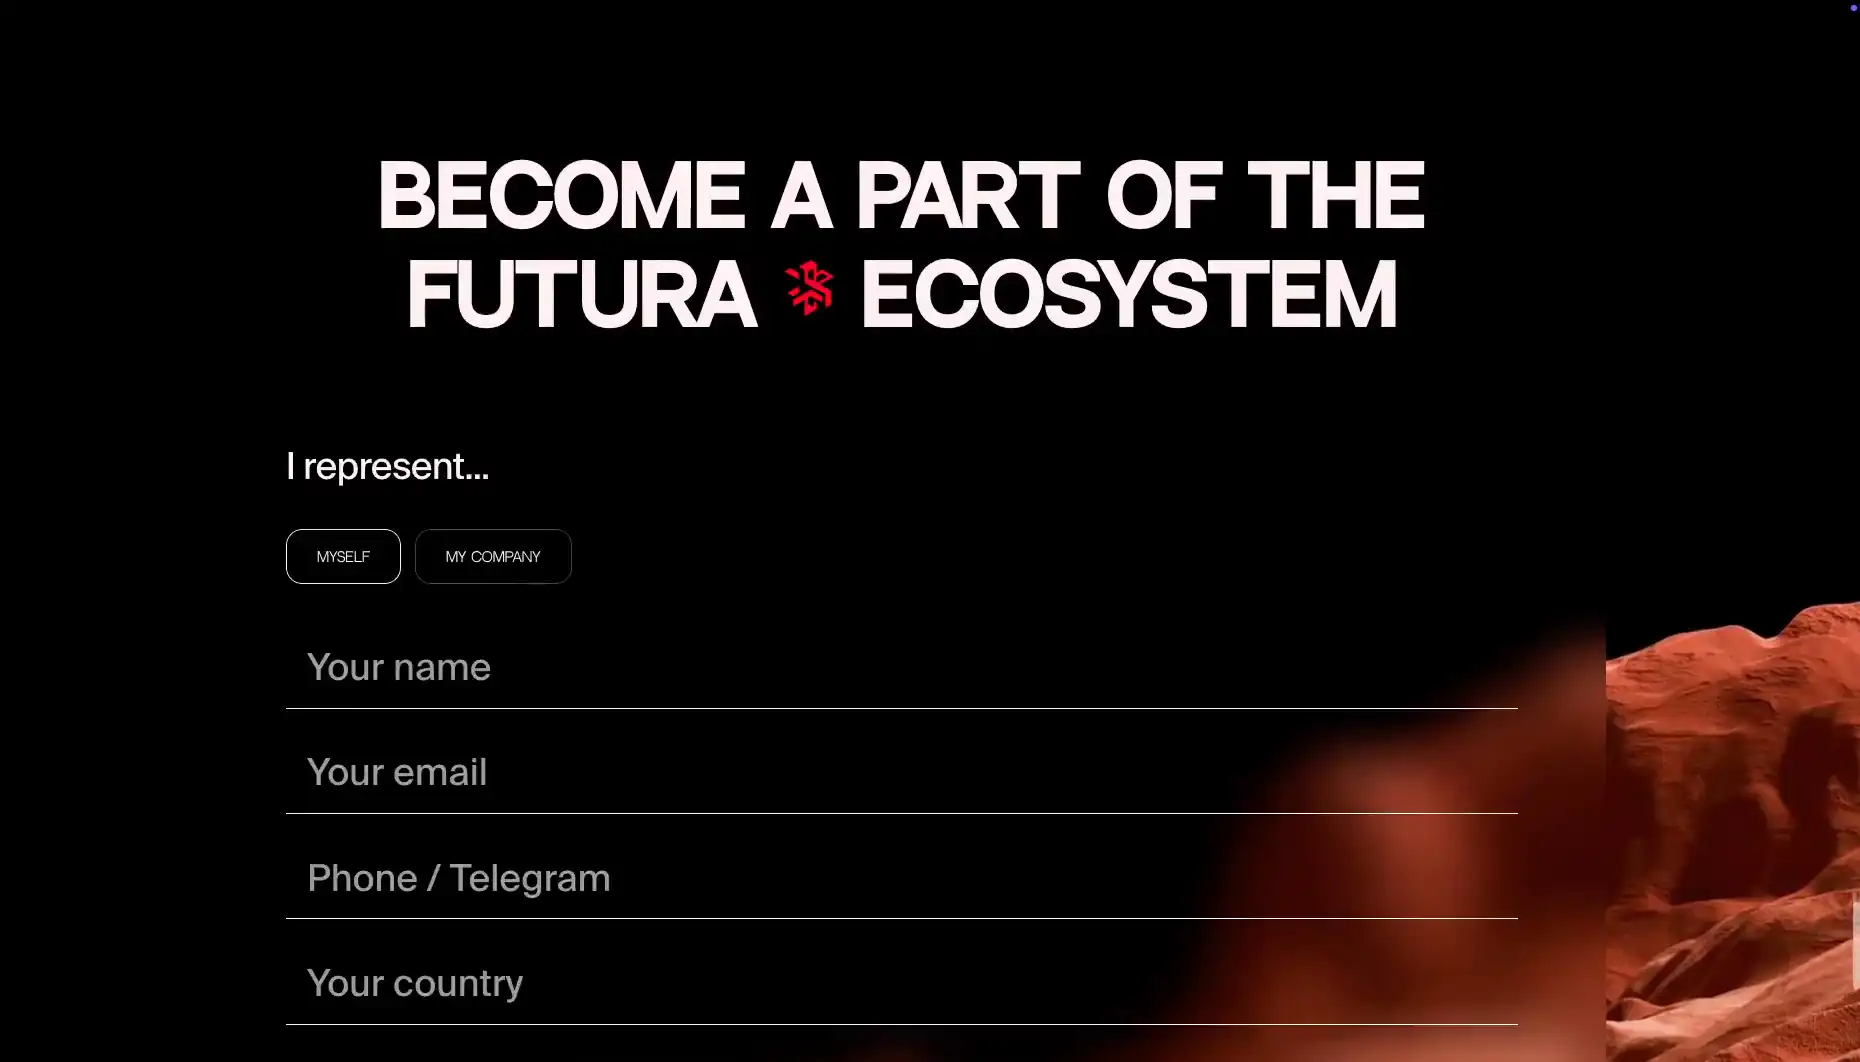 BECOME A PART OF THE
FUTURA ECOSYSTEM
I represent...
MYSELF
MY COMPANY
Your name
Your email
Phone / Telegram
Your country